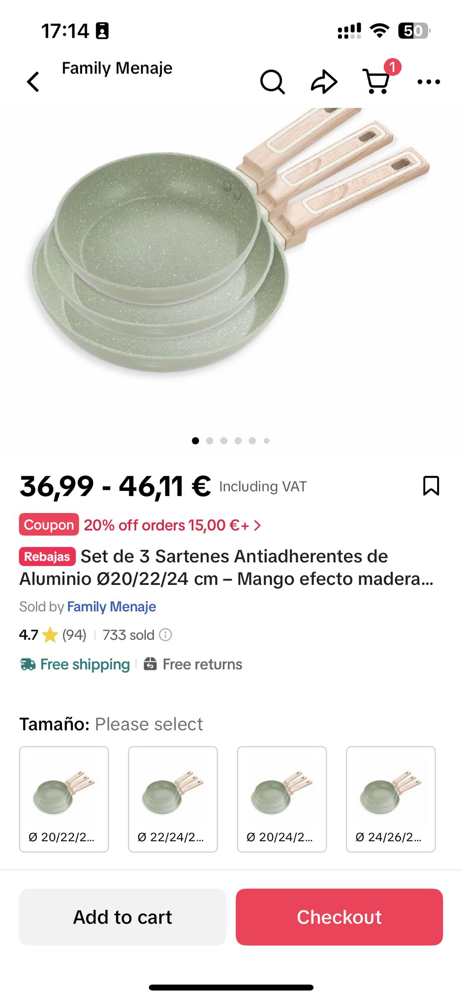 17:14
50
Family Menaje
1
36,99 - 46,11 € Including VAT
Coupon 20% off orders 15,00 €+ >
Rebajas Set de 3 Sartenes Antiadherentes de
Aluminio Ø20/22/24 cm – Mango efecto madera...
Sold by Family Menaje
4.7 (94) | 733 sold
Free shipping | Free returns
Tamaño: Please select
Ø 20/22/2...
Ø 22/24/2...
Ø 20/24/2...
Ø 24/26/2...
Add to cart
Checkout